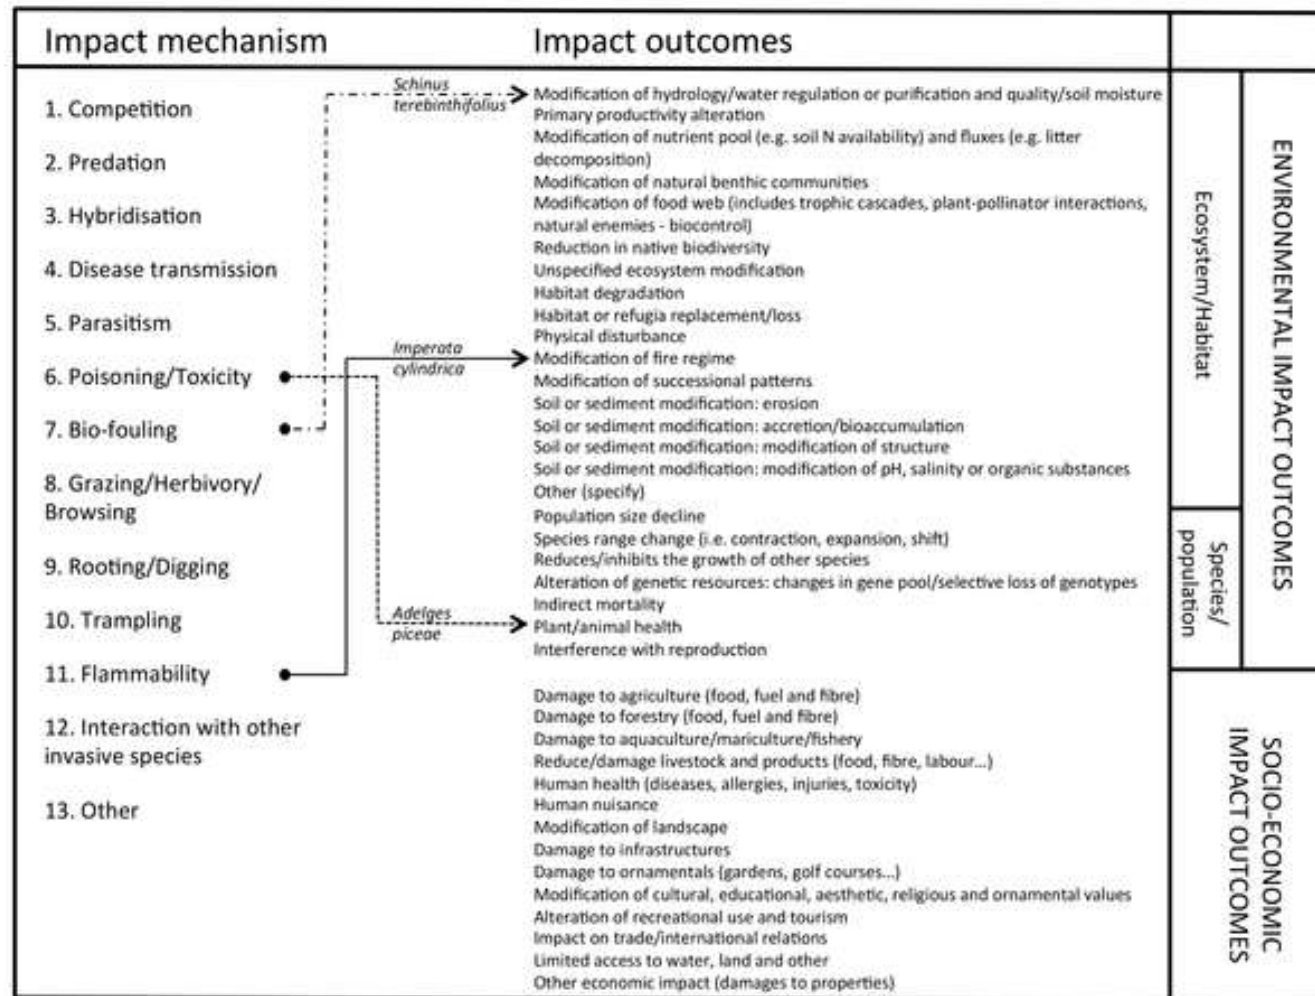 Impact mechanism
Impact outcomes
1. Competition
2. Predation
3. Hybridisation
4. Disease transmission
5. Parasitism
6. Poisoning/Toxicity
7. Bio-fouling
8. Grazing/Herbivory/
Browsing
9. Rooting/Digging
10. Trampling
11. Flammability
12. Interaction with other
invasive species
13. Other
Schinus
terebinthifolius
Imperata
cylindrica
Adelges
piceae
Modification of hydrology/water regulation or purification and quality/soil moisture
Primary productivity alteration
Modification of nutrient pool (e.g. soil N availability) and fluxes (e.g. litter
decomposition)
Modification of natural benthic communities
Modification of food web (includes trophic cascades, plant-pollinator interactions,
natural enemies - biocontrol)
Reduction in native biodiversity
Unspecified ecosystem modification
Habitat degradation
Habitat or refugia replacement/loss
Physical disturbance
Modification of fire regime
Modification of successional patterns
Soil or sediment modification: erosion
Soil or sediment modification: accretion/bioaccumulation
Soil or sediment modification: modification of structure
Soil or sediment modification: modification of pH, salinity or organic substances
Other (specify)
Population size decline
Species range change (i.e. contraction, expansion, shift)
Reduces/inhibits the growth of other species
Alteration of genetic resources: changes in gene pool/selective loss of genotypes
Indirect mortality
Plant/animal health
Interference with reproduction
Damage to agriculture (food, fuel and fibre)
Damage to forestry (food, fuel and fibre)
Damage to aquaculture/mariculture/fishery
Reduce/damage livestock and products (food, fibre, labour...)
Human health (diseases, allergies, injuries, toxicity)
Human nuisance
Modification of landscape
Damage to infrastructures
Damage to ornamentals (gardens, golf courses...)
Modification of cultural, educational, aesthetic, religious and ornamental values
Alteration of recreational use and tourism
Impact on trade/international relations
Limited access to water, land and other
Other economic impact (damages to properties)
Ecosystem/Habitat
Species/
population
ENVIRONMENTAL IMPACT OUTCOMES
SOCIO-ECONOMIC
IMPACT OUTCOMES